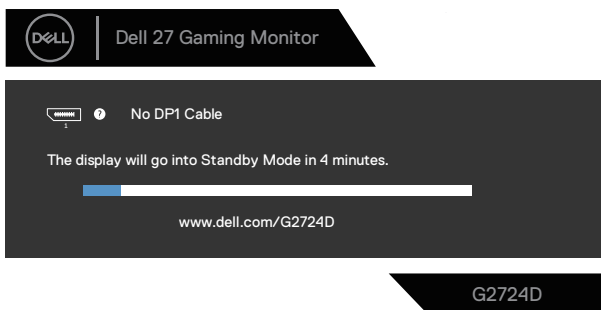 DELL
Dell 27 Gaming Monitor
1
? No DP1 Cable
The display will go into Standby Mode in 4 minutes.
www.dell.com/G2724D
G2724D